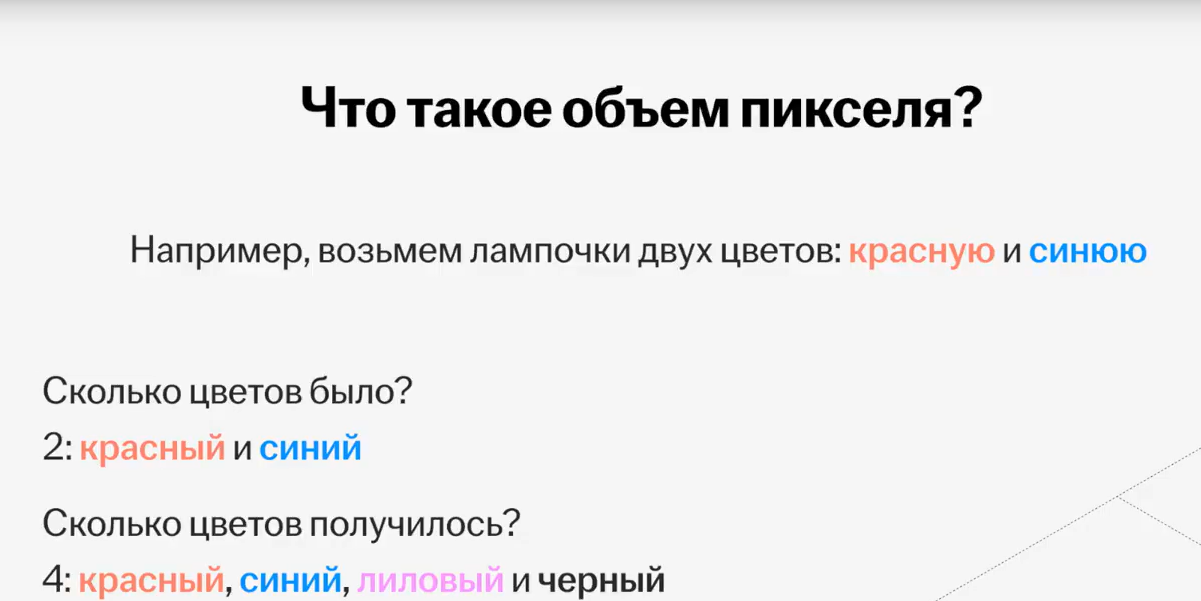 Что такое объем пикселя?
Например, возьмем лампочки двух цветов: красную и синюю
Сколько цветов было?
2: красный и синий
Сколько цветов получилось?
4: красный, синий, лиловый и черный